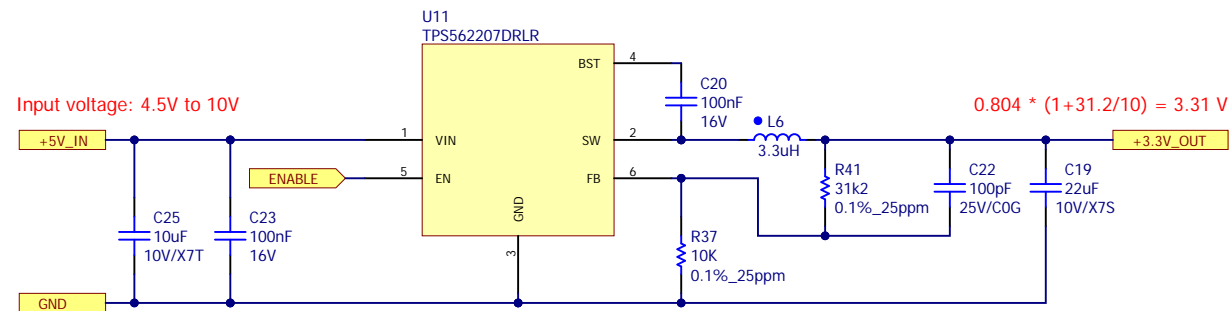 U11
TPS562207DRLR
Input voltage: 4.5V to 10V
0.804 * (1+31.2/10) = 3.31 V
+5V_IN
ENABLE
GND
C25
10uF
10V/X7T
C23
100nF
16V
1
VIN
5
EN
GND
3
BST
4
SW
2
FB
6
C20
100nF
16V
L6
3.3uH
R41
31k2
0.1%_25ppm
R37
10K
0.1%_25ppm
C22
100pF
25V/C0G
C19
22uF
10V/X7S
+3.3V_OUT